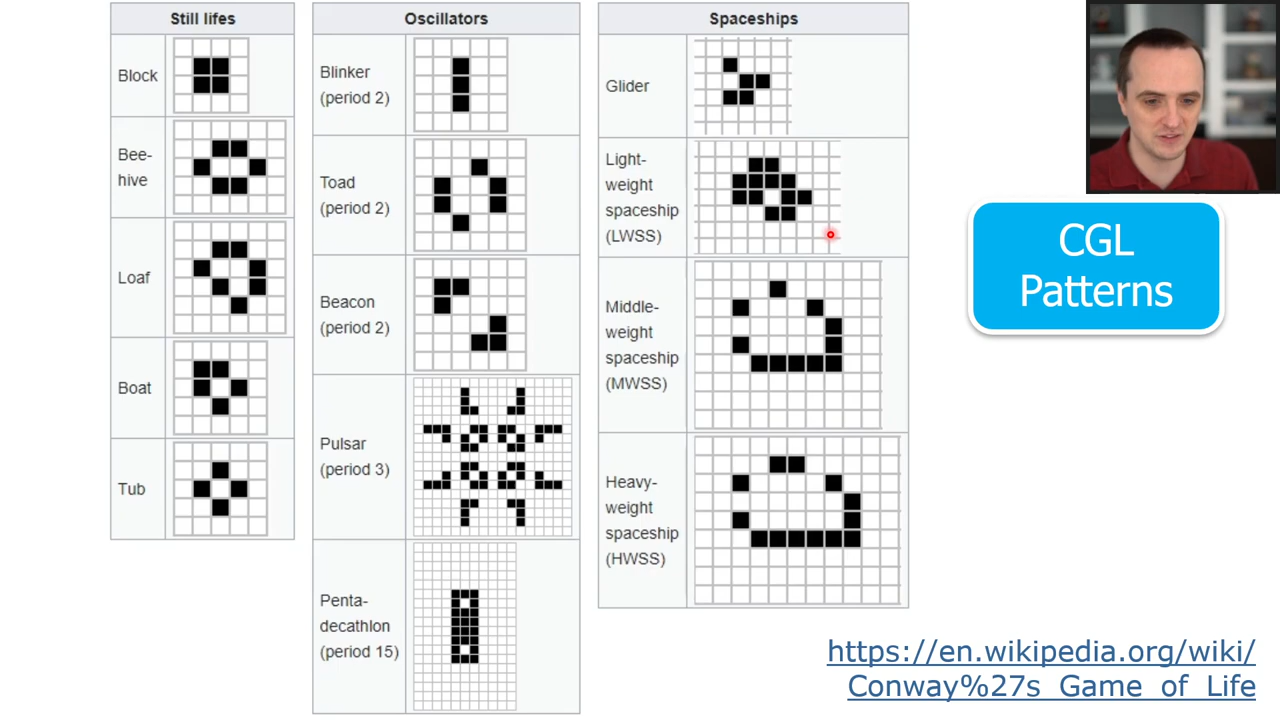 Still lifes
Block
Bee-
hive
Loaf
Boat
Tub
Oscillators
Blinker
(period 2)
Toad
(period 2)
Beacon
(period 2)
Pulsar
(period 3)
Penta-
decathlon
(period 15)
Spaceships
Glider
Light-
weight
spaceship
(LWSS)
Middle-
weight
spaceship
(MWSS)
Heavy-
weight
spaceship
(HWSS)
CGL
Patterns
https://en.wikipedia.org/wiki/
Conway%27s_Game_of_Life